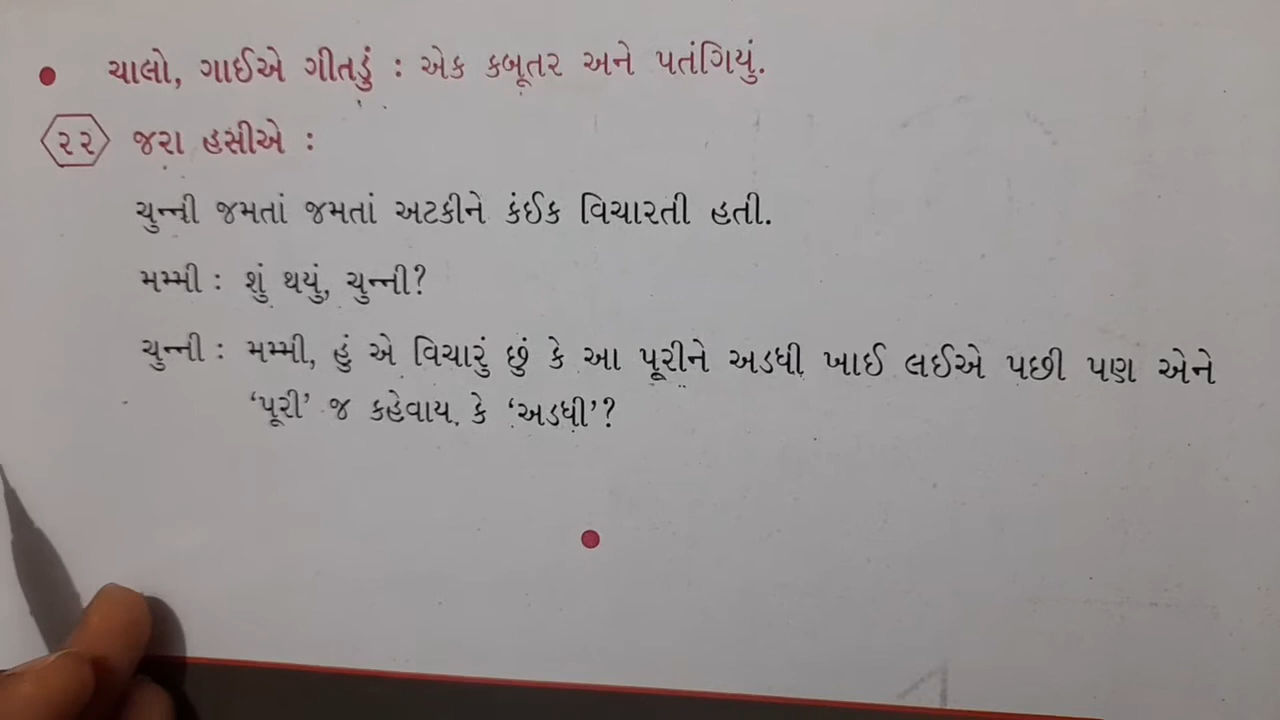 • ચાલો, ગાઈએ ગીતડું : એક કબૂતર અને પતંગિયું.
૨૨ જરા હસીએ :
ચુન્ની જમતાં જમતાં અટકીને કંઈક વિચારતી હતી.
મમ્મી : શું થયું, ચુન્ની?
ચુન્ની : મમ્મી, હું એ વિચારું છું કે આ પૂરીને અડધી ખાઈ લઈએ પછી પણ એને
‘પૂરી’ જ કહેવાય કે ‘અડધી’?